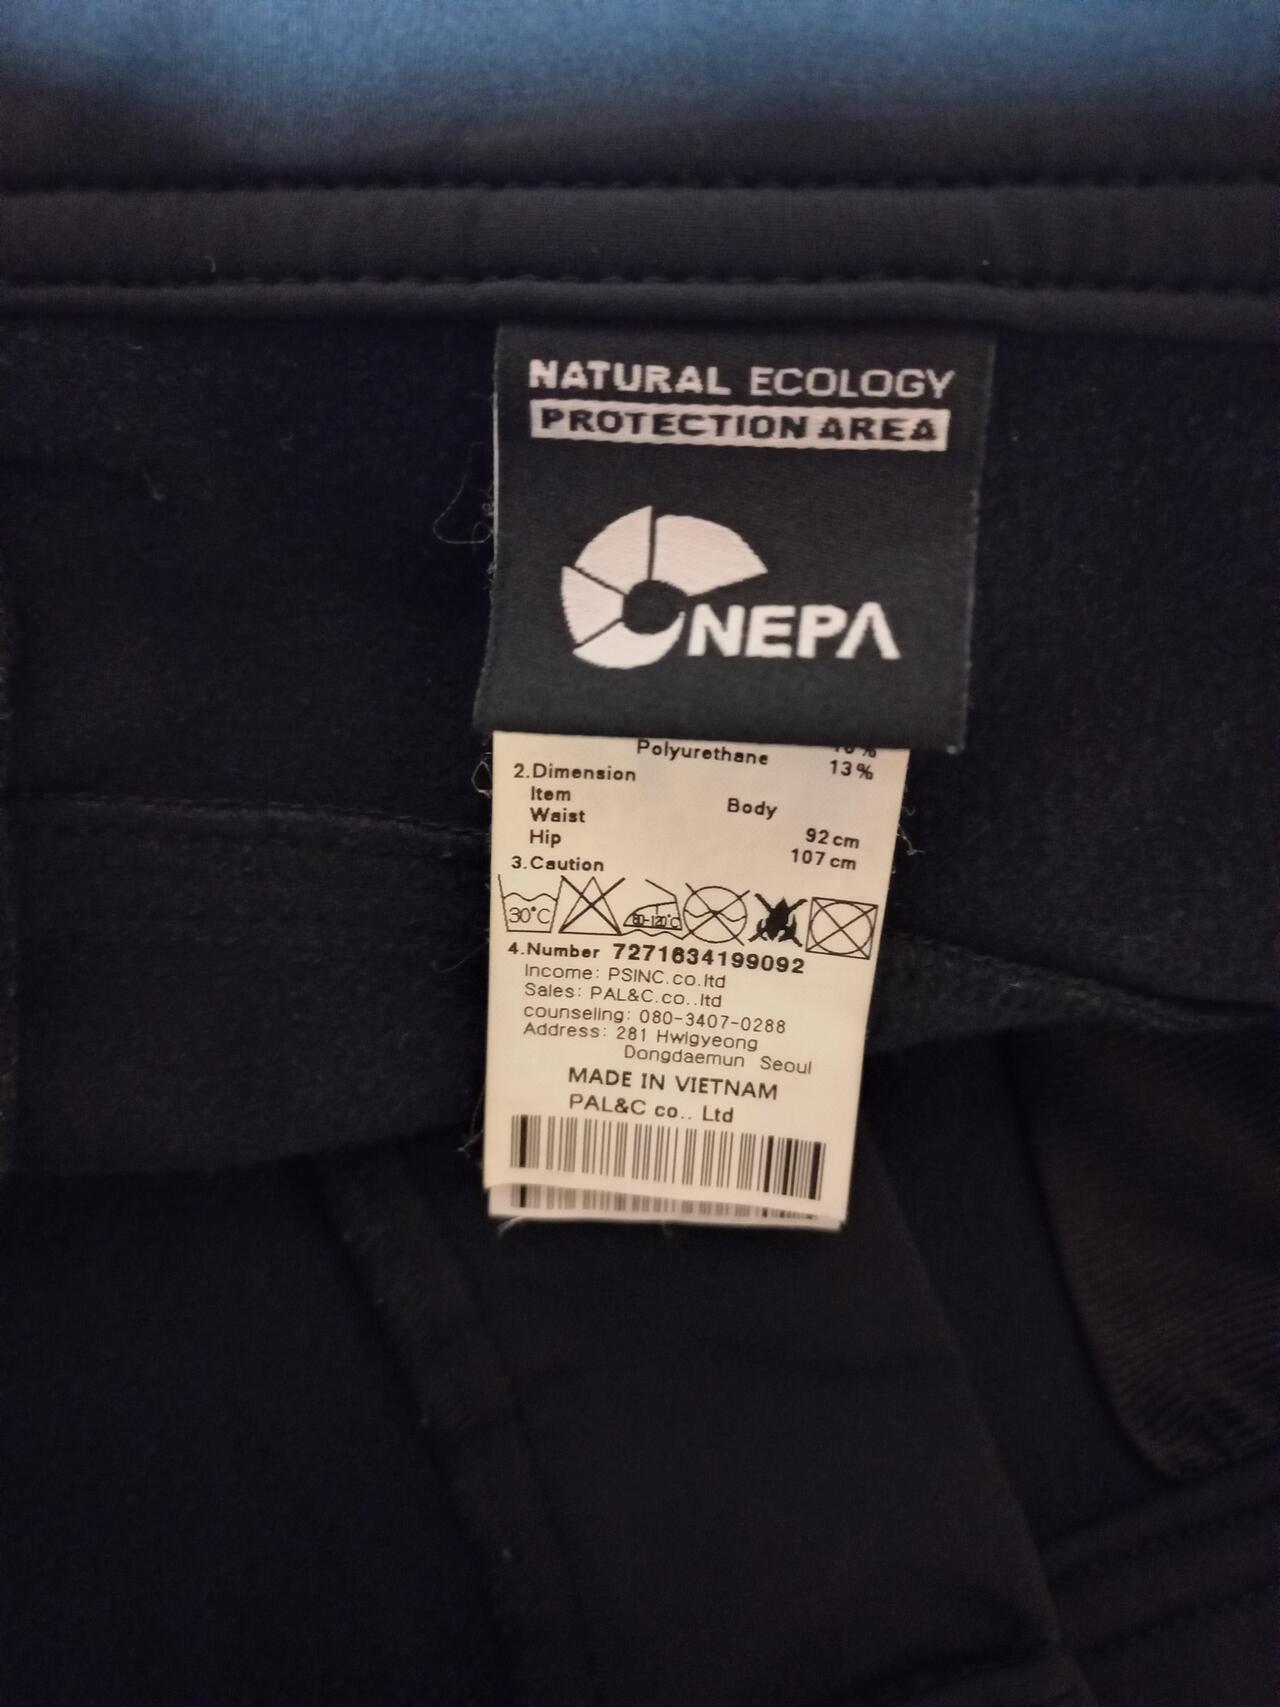 NATURAL ECOLOGY
PROTECTION AREA
NEPA
Polyurethane 13%
2.Dimension
Item Body
Waist 92cm
Hip 107cm
3.Caution
30°C 80-120°C
4.Number 7271634199092
Income: PSINC.co.ltd
Sales: PAL&C.co..ltd
counseling: 080-3407-0288
Address: 281 Hwigyeong
Dongdaemun Seoul
MADE IN VIETNAM
PAL&C co.. Ltd